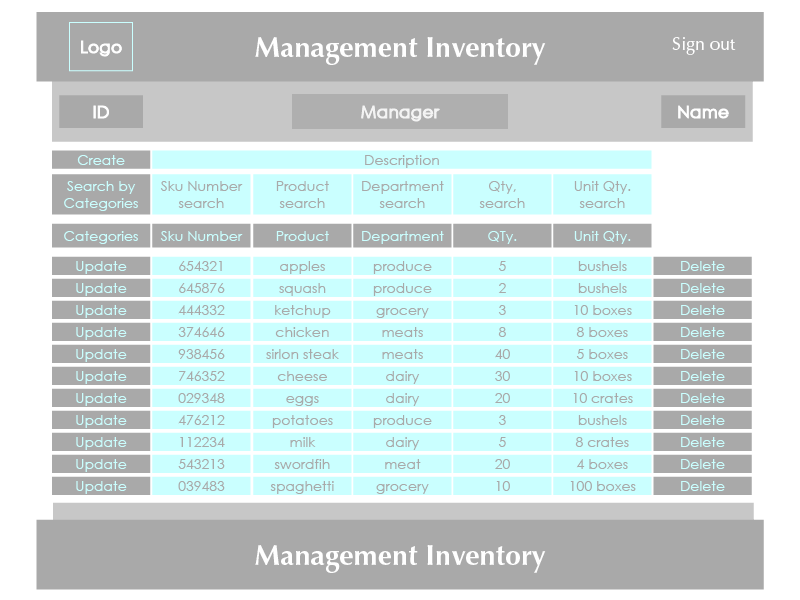 Logo
Management Inventory
Sign out
ID
Manager
Name
Create Description
Search by Categories Sku Number search Product search Department search Qty, search Unit Qty. search
Categories Sku Number Product Department QTy. Unit Qty.
Update 654321 apples produce 5 bushels Delete
Update 645876 squash produce 2 bushels Delete
Update 444332 ketchup grocery 3 10 boxes Delete
Update 374646 chicken meats 8 8 boxes Delete
Update 938456 sirlon steak meats 40 5 boxes Delete
Update 746352 cheese dairy 30 10 boxes Delete
Update 029348 eggs dairy 20 10 crates Delete
Update 476212 potatoes produce 3 bushels Delete
Update 112234 milk dairy 5 8 crates Delete
Update 543213 swordfih meat 20 4 boxes Delete
Update 039483 spaghetti grocery 10 100 boxes Delete
Management Inventory